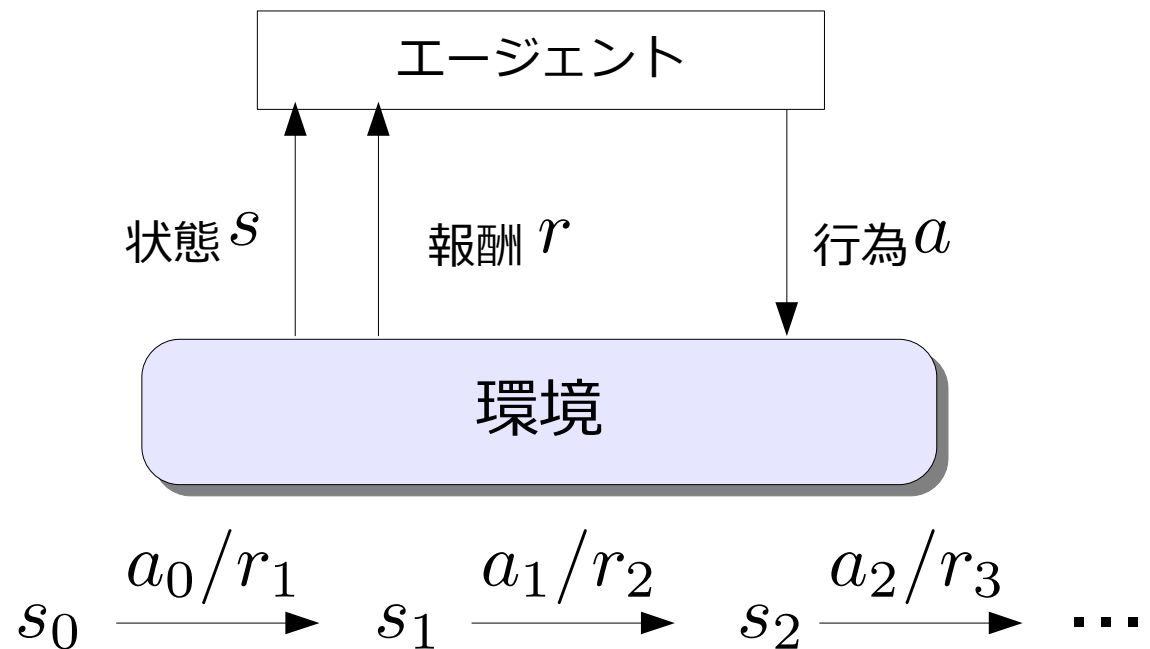 エージェント
状態 s 報酬 r 行為 a
環境
a₀/r₁ a₁/r₂ a₂/r₃
s₀ s₁ s₂ ⋯